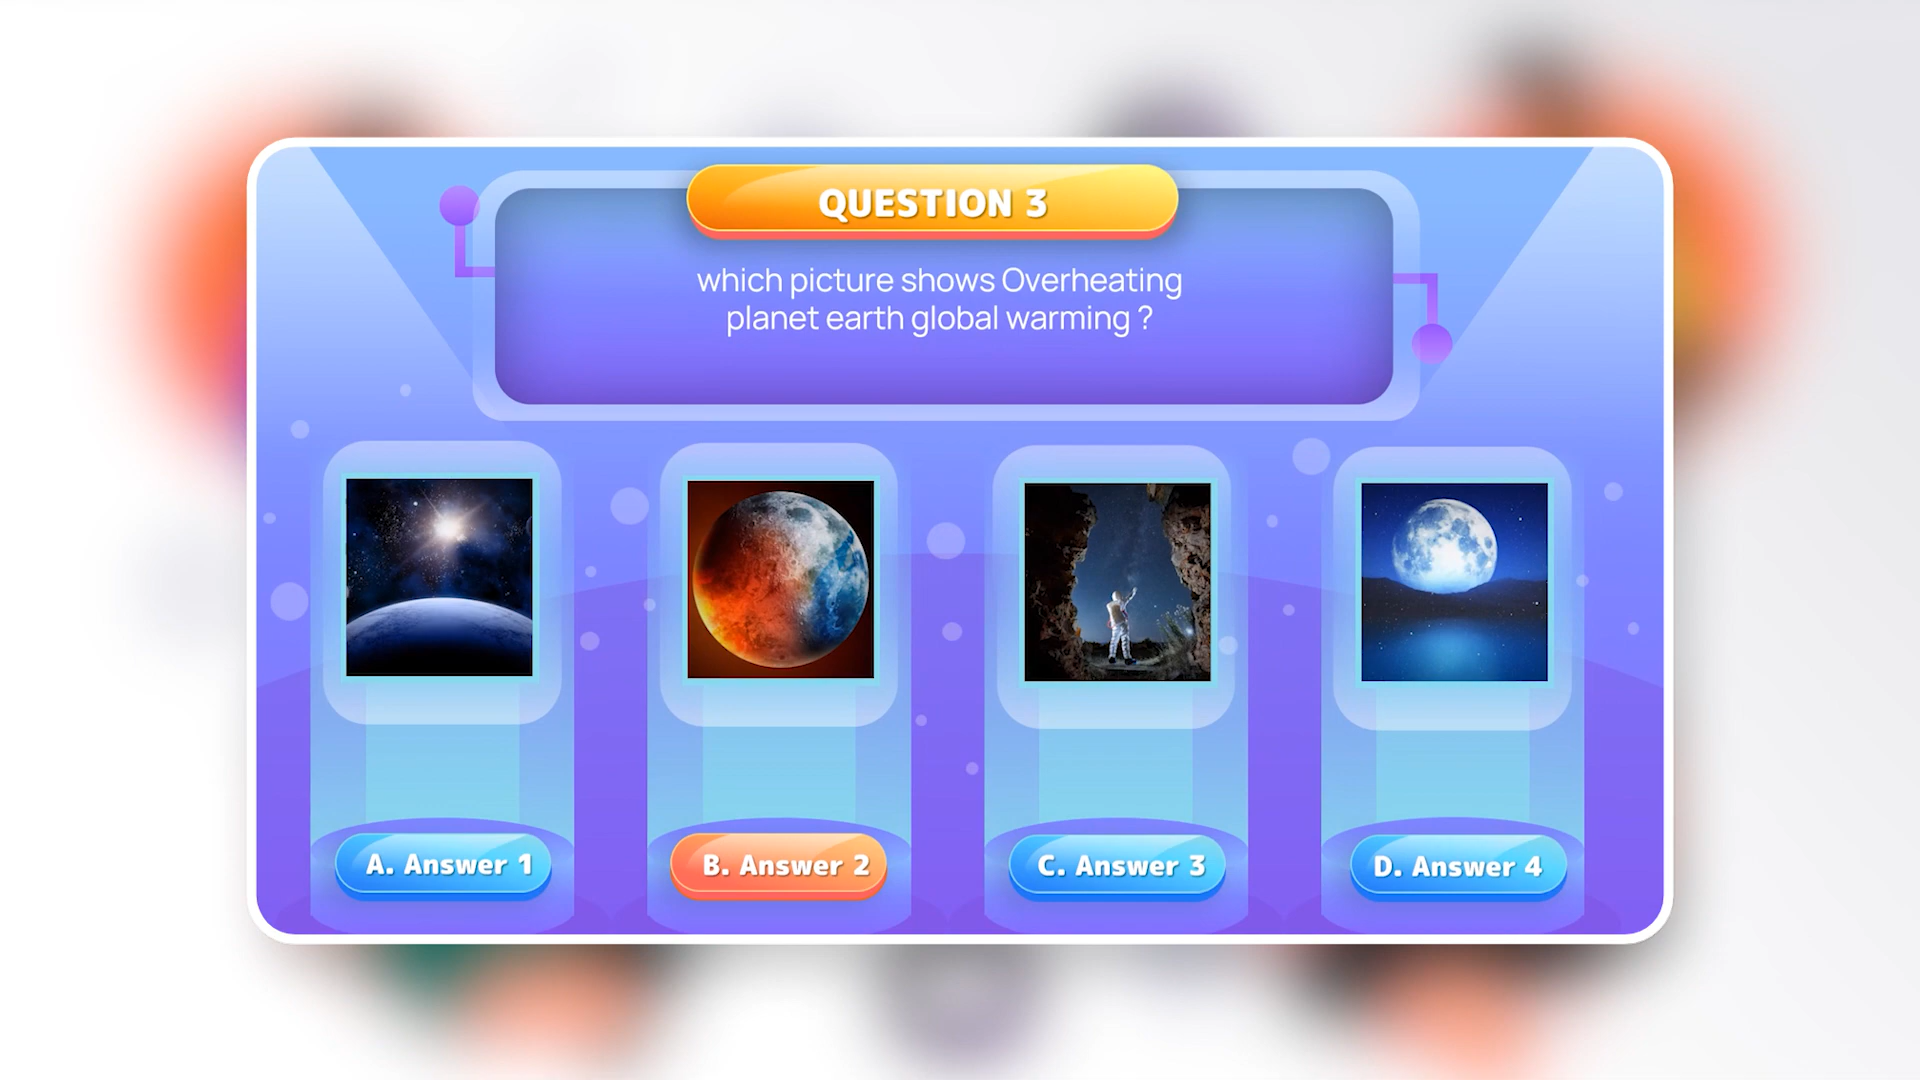 QUESTION 3
which picture shows Overheating
planet earth global warming ?
A. Answer 1
B. Answer 2
C. Answer 3
D. Answer 4